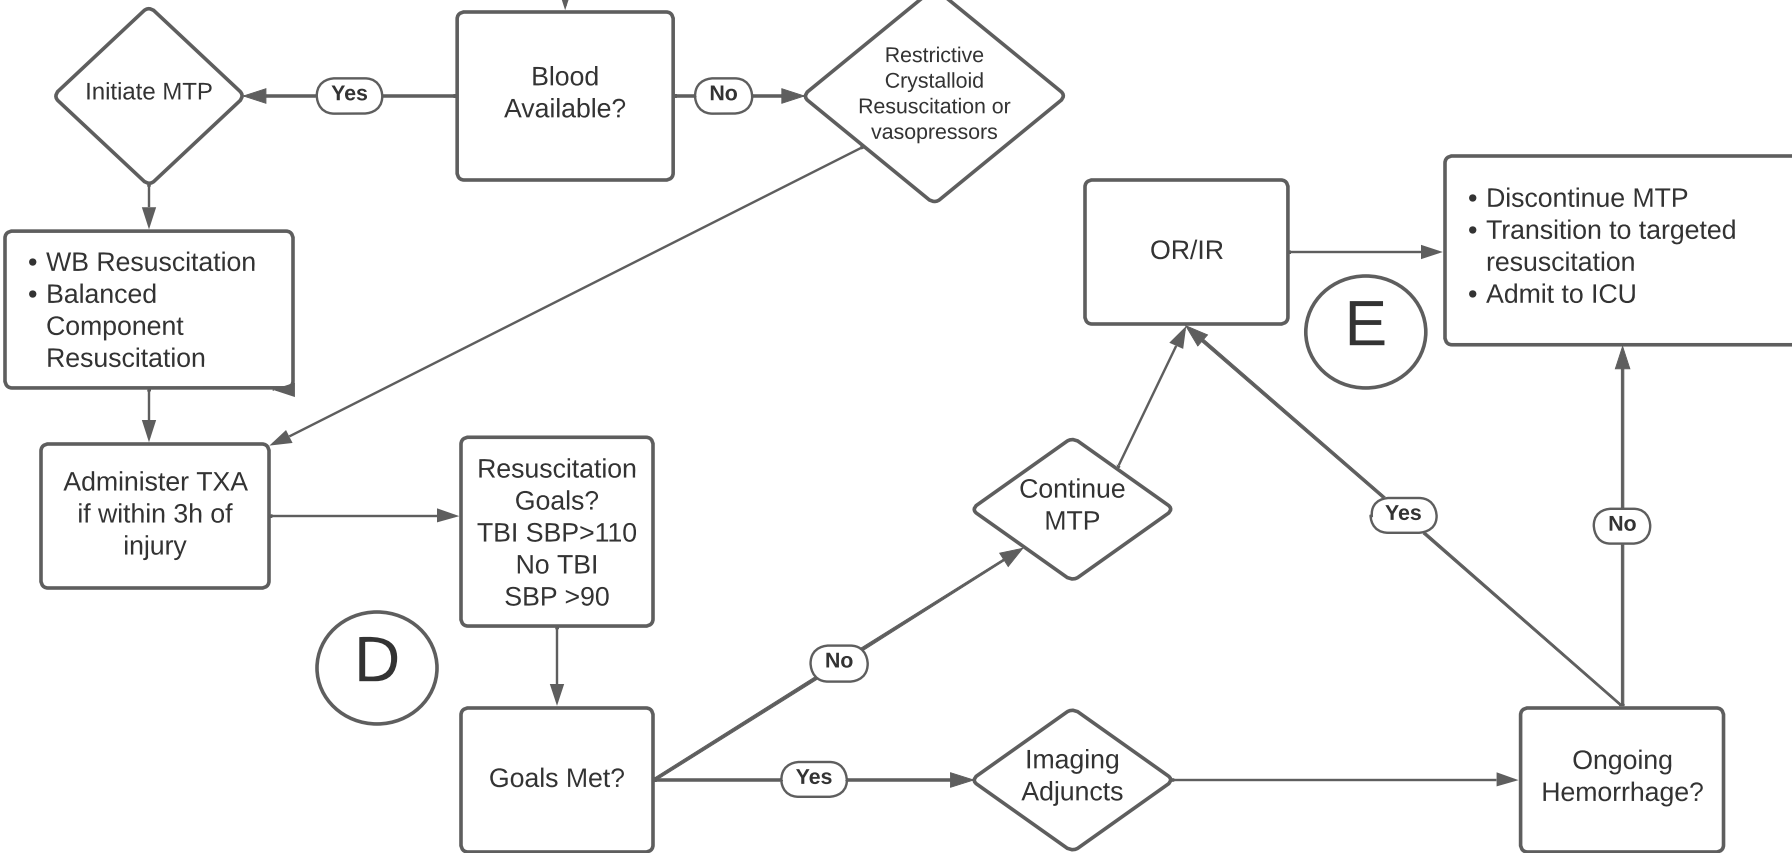 Initiate MTP
Yes
Blood
Available?
No
Restrictive
Crystalloid
Resuscitation or
vasopressors
• WB Resuscitation
• Balanced
Component
Resuscitation
OR/IR
• Discontinue MTP
• Transition to targeted
resuscitation
• Admit to ICU
E
Administer TXA
if within 3h of
injury
Resuscitation
Goals?
TBI SBP>110
No TBI
SBP >90
Continue
MTP
Yes
No
D
No
Goals Met?
Yes
Imaging
Adjuncts
Ongoing
Hemorrhage?